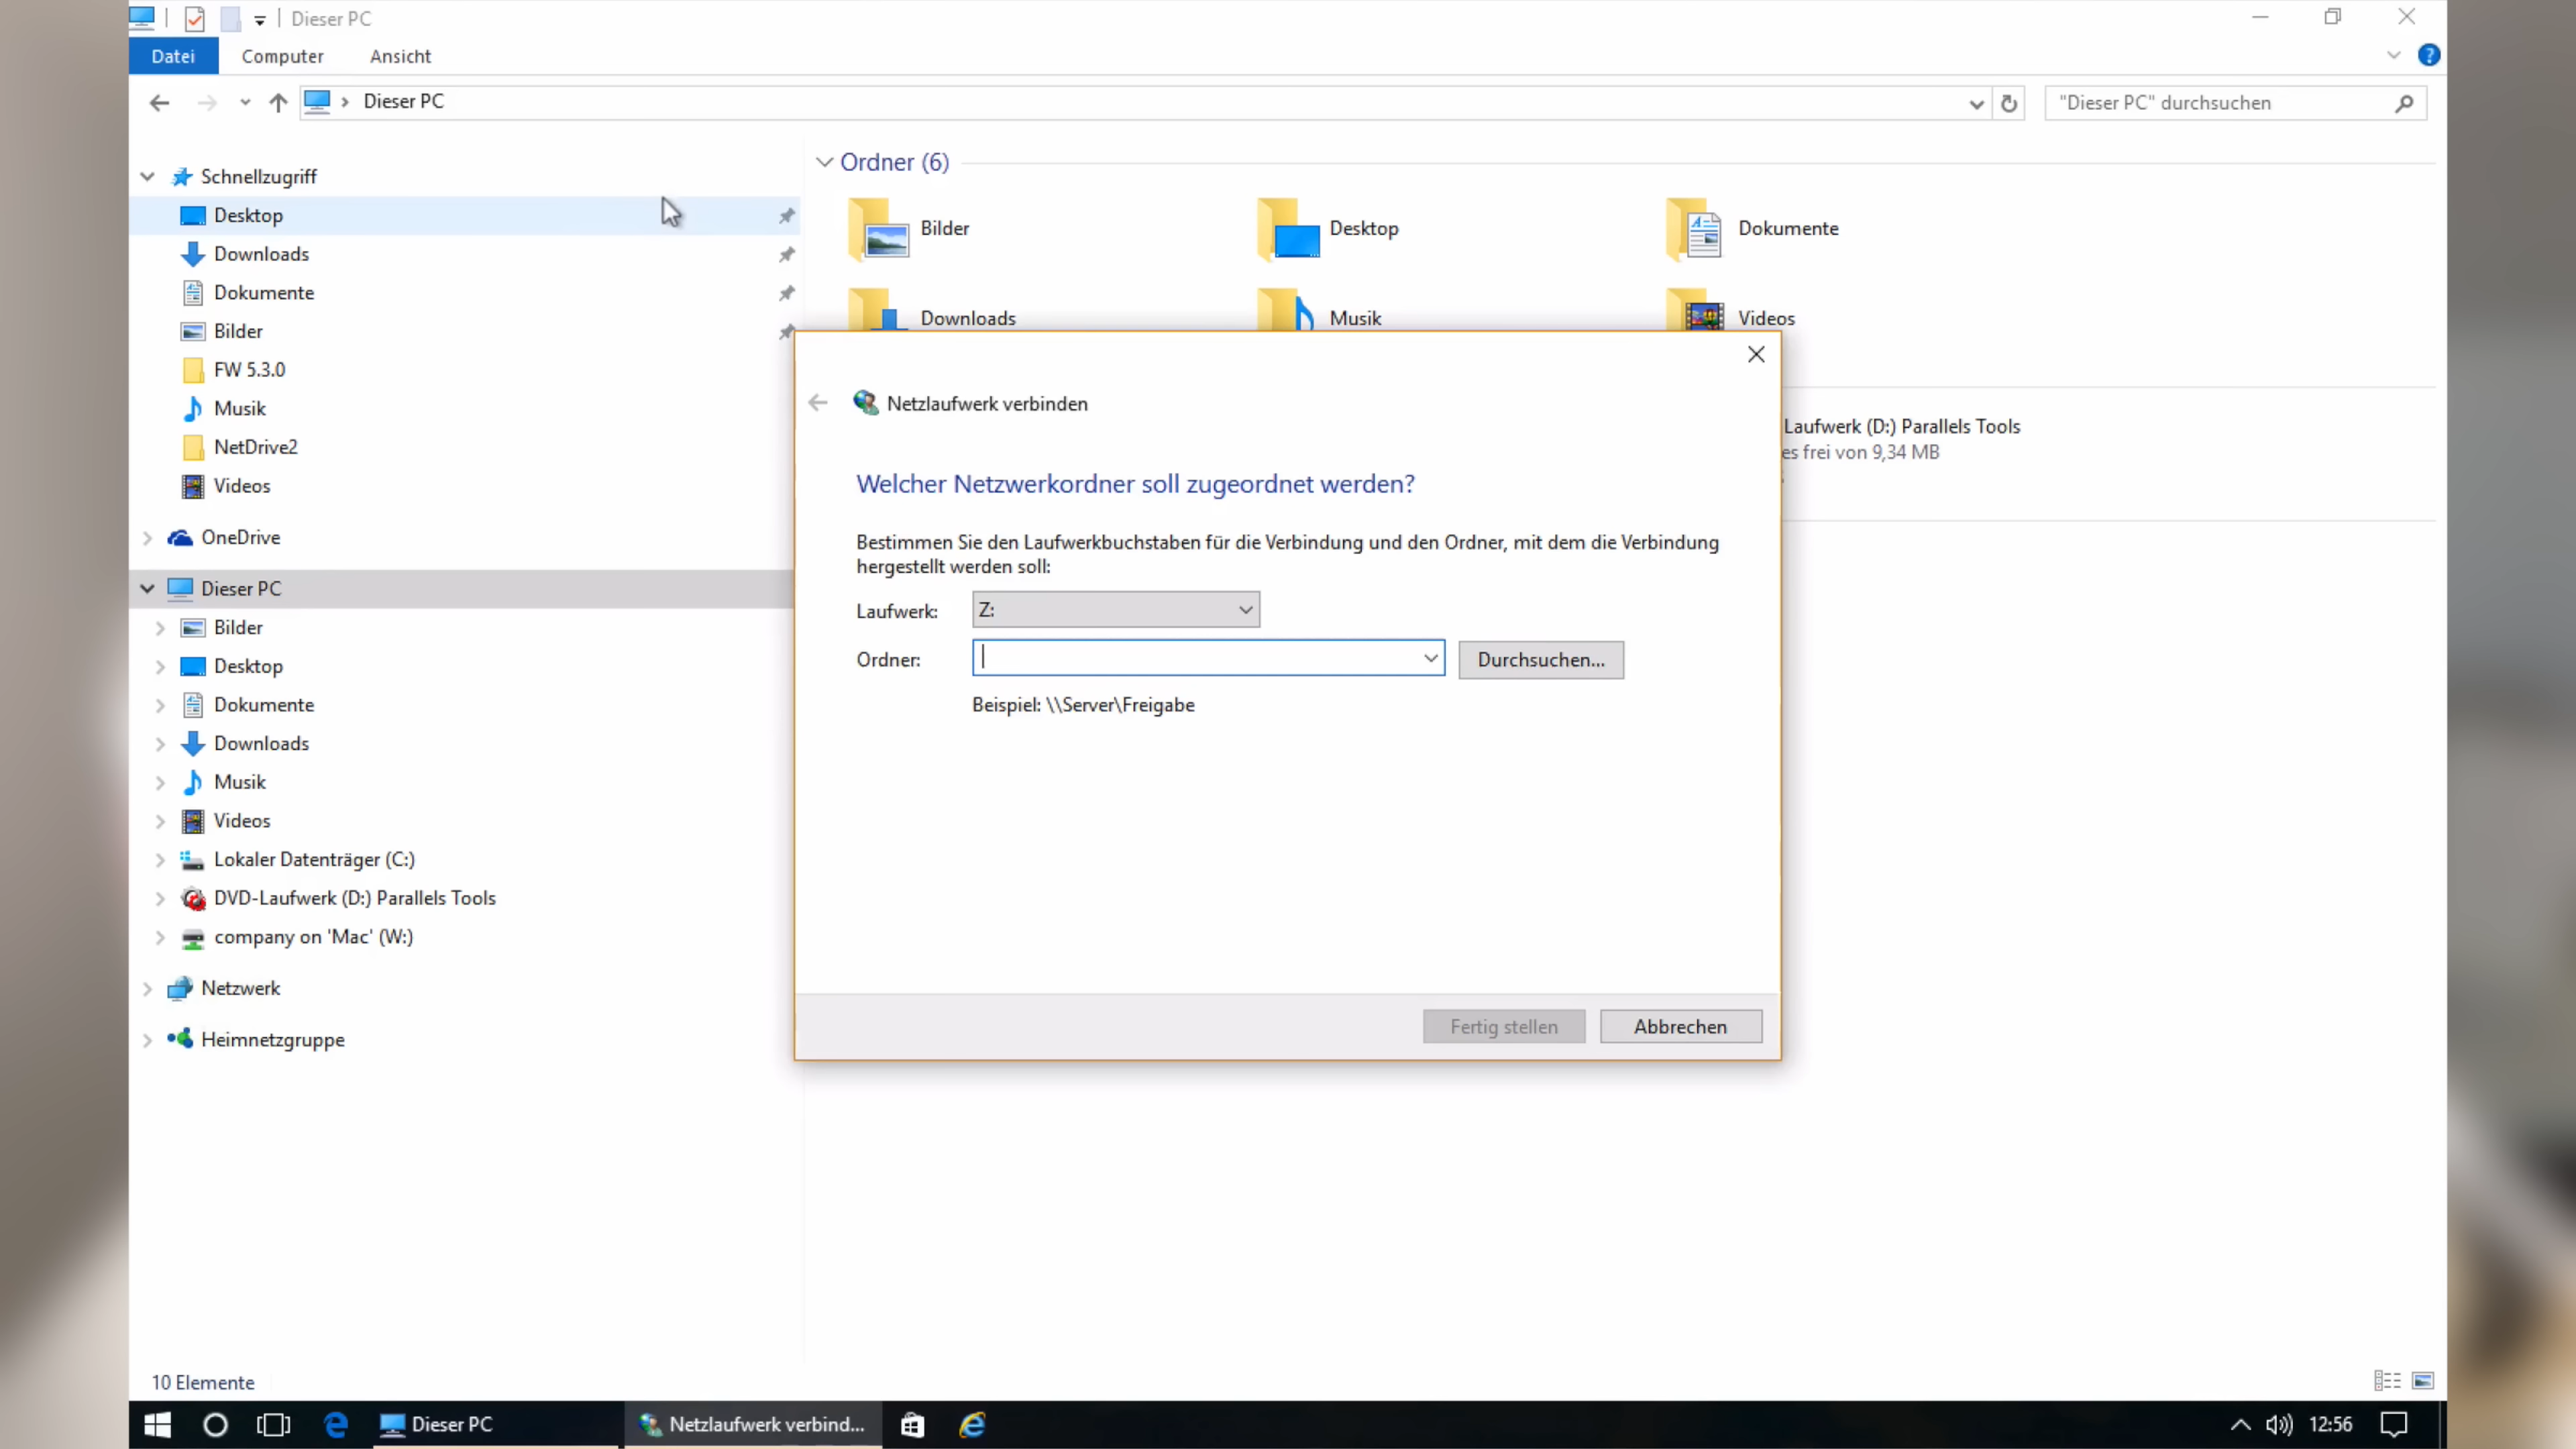 Dieser PC
Datei
Computer
Ansicht
Dieser PC
"Dieser PC" durchsuchen
Schnellzugriff
Desktop
Downloads
Dokumente
Bilder
FW 5.3.0
Musik
NetDrive2
Videos
OneDrive
Dieser PC
Bilder
Desktop
Dokumente
Downloads
Musik
Videos
Lokaler Datenträger (C:)
DVD-Laufwerk (D:) Parallels Tools
company on 'Mac' (W:)
Netzwerk
Heimnetzgruppe
Ordner (6)
Bilder
Desktop
Dokumente
Downloads
Musik
Videos
Laufwerk (D:) Parallels Tools
es frei von 9,34 MB
Netzlaufwerk verbinden
Welcher Netzwerkordner soll zugeordnet werden?
Bestimmen Sie den Laufwerkbuchstaben für die Verbindung und den Ordner, mit dem die Verbindung
hergestellt werden soll:
Laufwerk:
Z:
Ordner:
Durchsuchen...
Beispiel: \\Server\Freigabe
Fertig stellen
Abbrechen
10 Elemente
Dieser PC
Netzlaufwerk verbind...
12:56